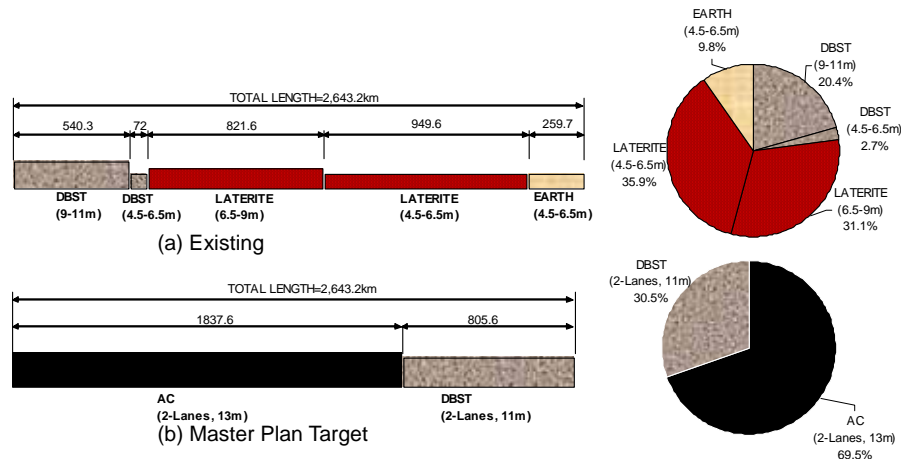 TOTAL LENGTH=2,643.2km
540.3 72 821.6 949.6 259.7
DBST
(9-11m)
DBST
(4.5-6.5m)
LATERITE
(6.5-9m)
LATERITE
(4.5-6.5m)
EARTH
(4.5-6.5m)
(a) Existing
EARTH
(4.5-6.5m)
9.8%
DBST
(9-11m)
20.4%
DBST
(4.5-6.5m)
2.7%
LATERITE
(6.5-9m)
31.1%
LATERITE
(4.5-6.5m)
35.9%
TOTAL LENGTH=2,643.2km
1837.6 805.6
AC
(2-Lanes, 13m)
DBST
(2-Lanes, 11m)
(b) Master Plan Target
DBST
(2-Lanes, 11m)
30.5%
AC
(2-Lanes, 13m)
69.5%